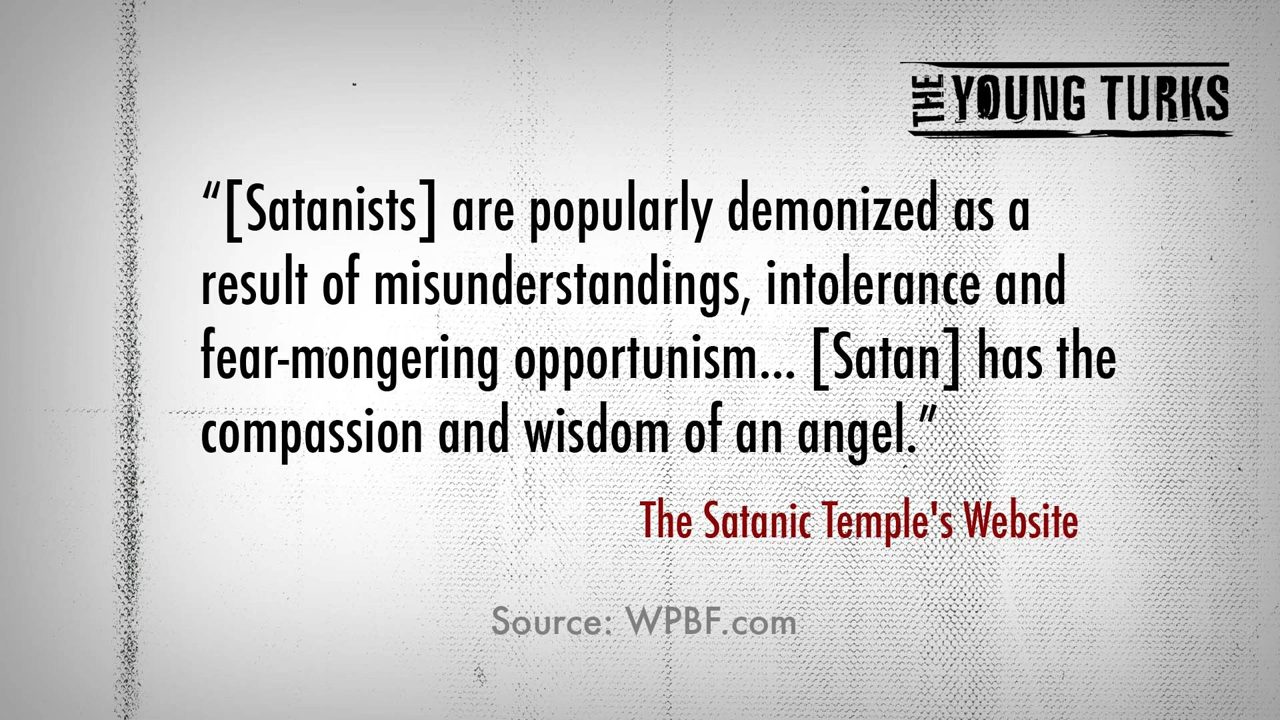 THE YOUNG TURKS
“[Satanists] are popularly demonized as a
result of misunderstandings, intolerance and
fear-mongering opportunism... [Satan] has the
compassion and wisdom of an angel.”
The Satanic Temple's Website
Source: WPBF.com